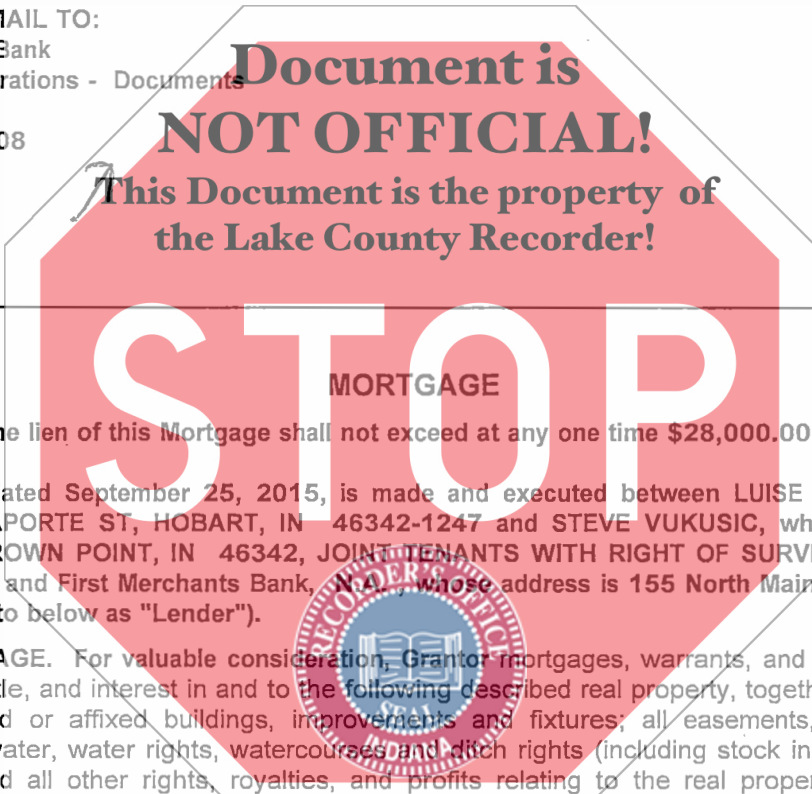 AIL TO:
Bank
rations - Documents
08
Document is
NOT OFFICIAL!
This Document is the property of
the Lake County Recorder!
STOP
MORTGAGE
e lien of this Mortgage shall not exceed at any one time $28,000.00
ated September 25, 2015, is made and executed between LUISE
APORTE ST, HOBART, IN 46342-1247 and STEVE VUKUSIC, wh
ROWN POINT, IN 46342, JOINT TENANTS WITH RIGHT OF SURVI
and First Merchants Bank, N.A. , whose address is 155 North Main
to below as "Lender").
AGE. For valuable consideration, Grantor mortgages, warrants, and
le, and interest in and to the following described real property, togeth
d or affixed buildings, improvements and fixtures; all easements,
vater, water rights, watercourses and ditch rights (including stock in
d all other rights, royalties, and profits relating to the real proper
RECORDER'S OFFICE
SEAL
INDIANA